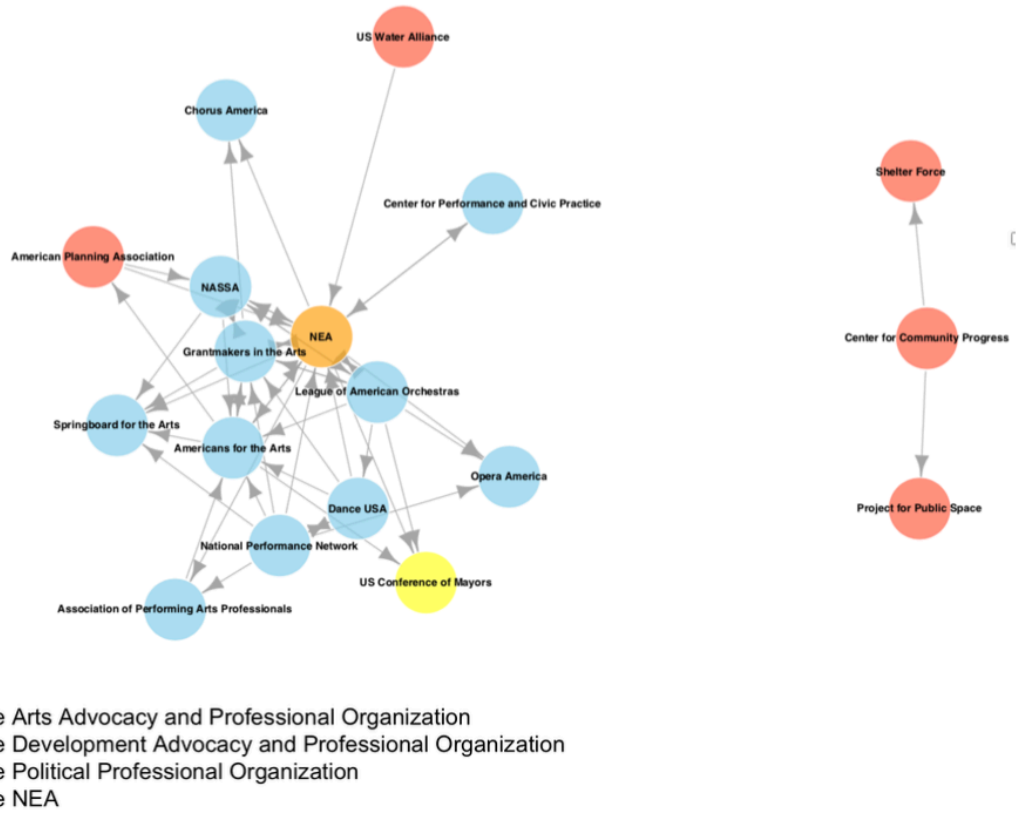 US Water Alliance
Chorus America
Shelter Force
Center for Performance and Civic Practice
American Planning Association
NASSA
NEA
Center for Community Progress
Grantmakers in the Arts
League of American Orchestras
Springboard for the Arts
Americans for the Arts
Opera America
Dance USA
Project for Public Space
National Performance Network
US Conference of Mayors
Association of Performing Arts Professionals
e Arts Advocacy and Professional Organization
e Development Advocacy and Professional Organization
e Political Professional Organization
e NEA